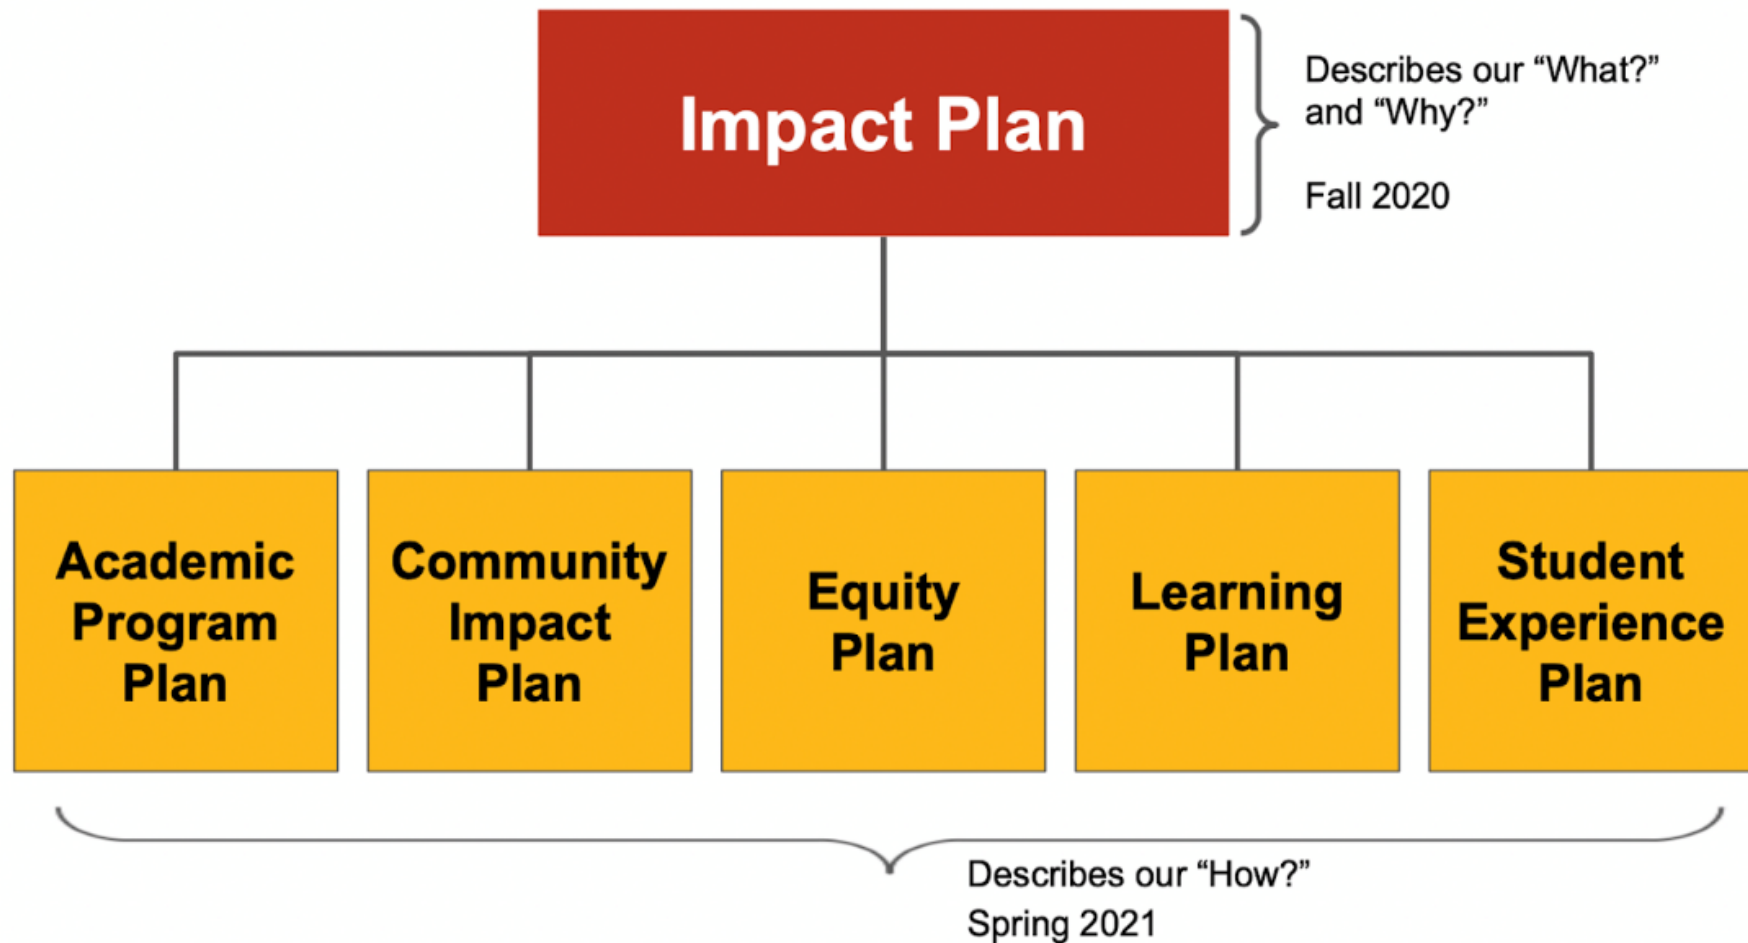 Impact Plan
Describes our “What?”
and “Why?”
Fall 2020
Academic
Program
Plan
Community
Impact
Plan
Equity
Plan
Learning
Plan
Student
Experience
Plan
Describes our “How?”
Spring 2021